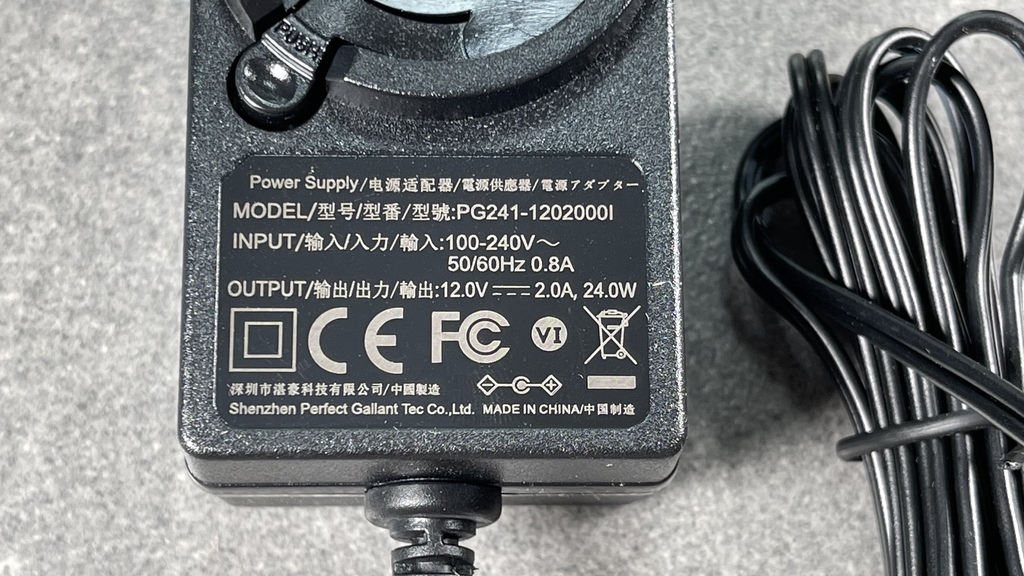 PUSH
Power Supply/电源适配器/電源供應器/電源アダプター
MODEL/型号/型番/型號:PG241-1202000I
INPUT/输入/入力/輸入:100-240V～
50/60Hz 0.8A
OUTPUT/输出/出力/輸出:12.0V⎓2.0A, 24.0W
CE FC VI
深圳市湛豪科技有限公司/中國製造
Shenzhen Perfect Gallant Tec Co.,Ltd. MADE IN CHINA/中国制造